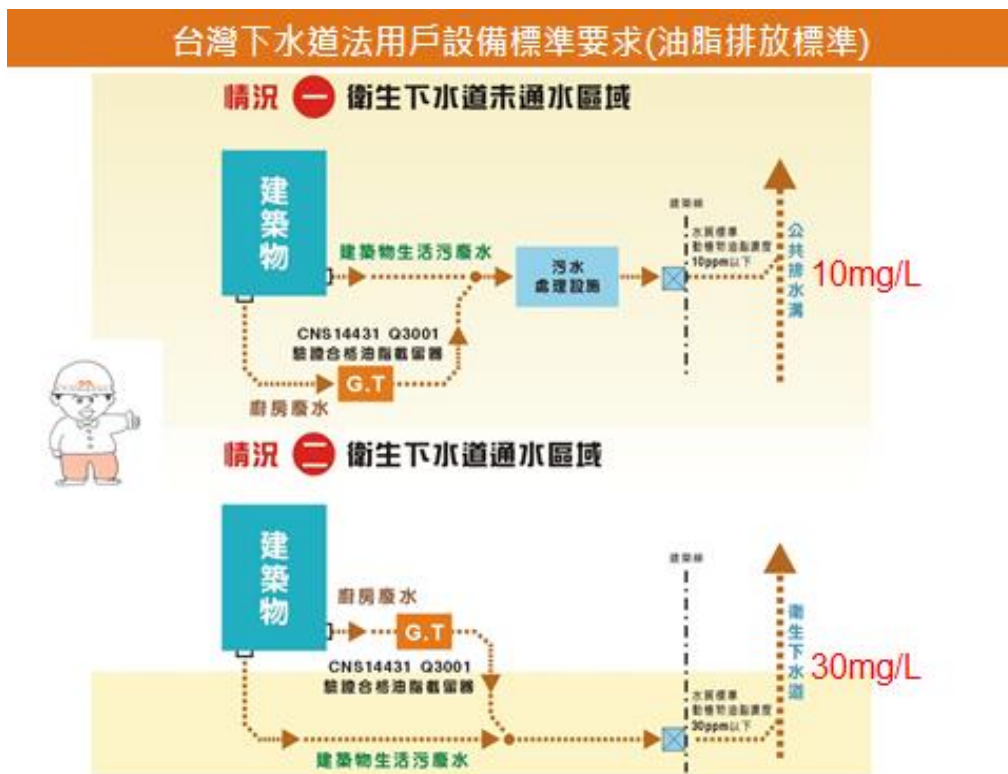 台灣下水道法用戶設備標準要求(油脂排放標準)
情況 一 衛生下水道未通水區域
建築物
建築物生活污廢水
污水
處理設施
建築線
水質標準
動植物油脂濃度
10ppm以下
公共排水溝
10mg/L
CNS14431 Q3001
驗證合格油脂截留器
G.T
廚房廢水
情況 二 衛生下水道通水區域
建築物
廚房廢水
G.T
CNS14431 Q3001
驗證合格油脂截留器
建築物生活污廢水
建築線
水質標準
動植物油脂濃度
30ppm以下
衛生下水道
30mg/L